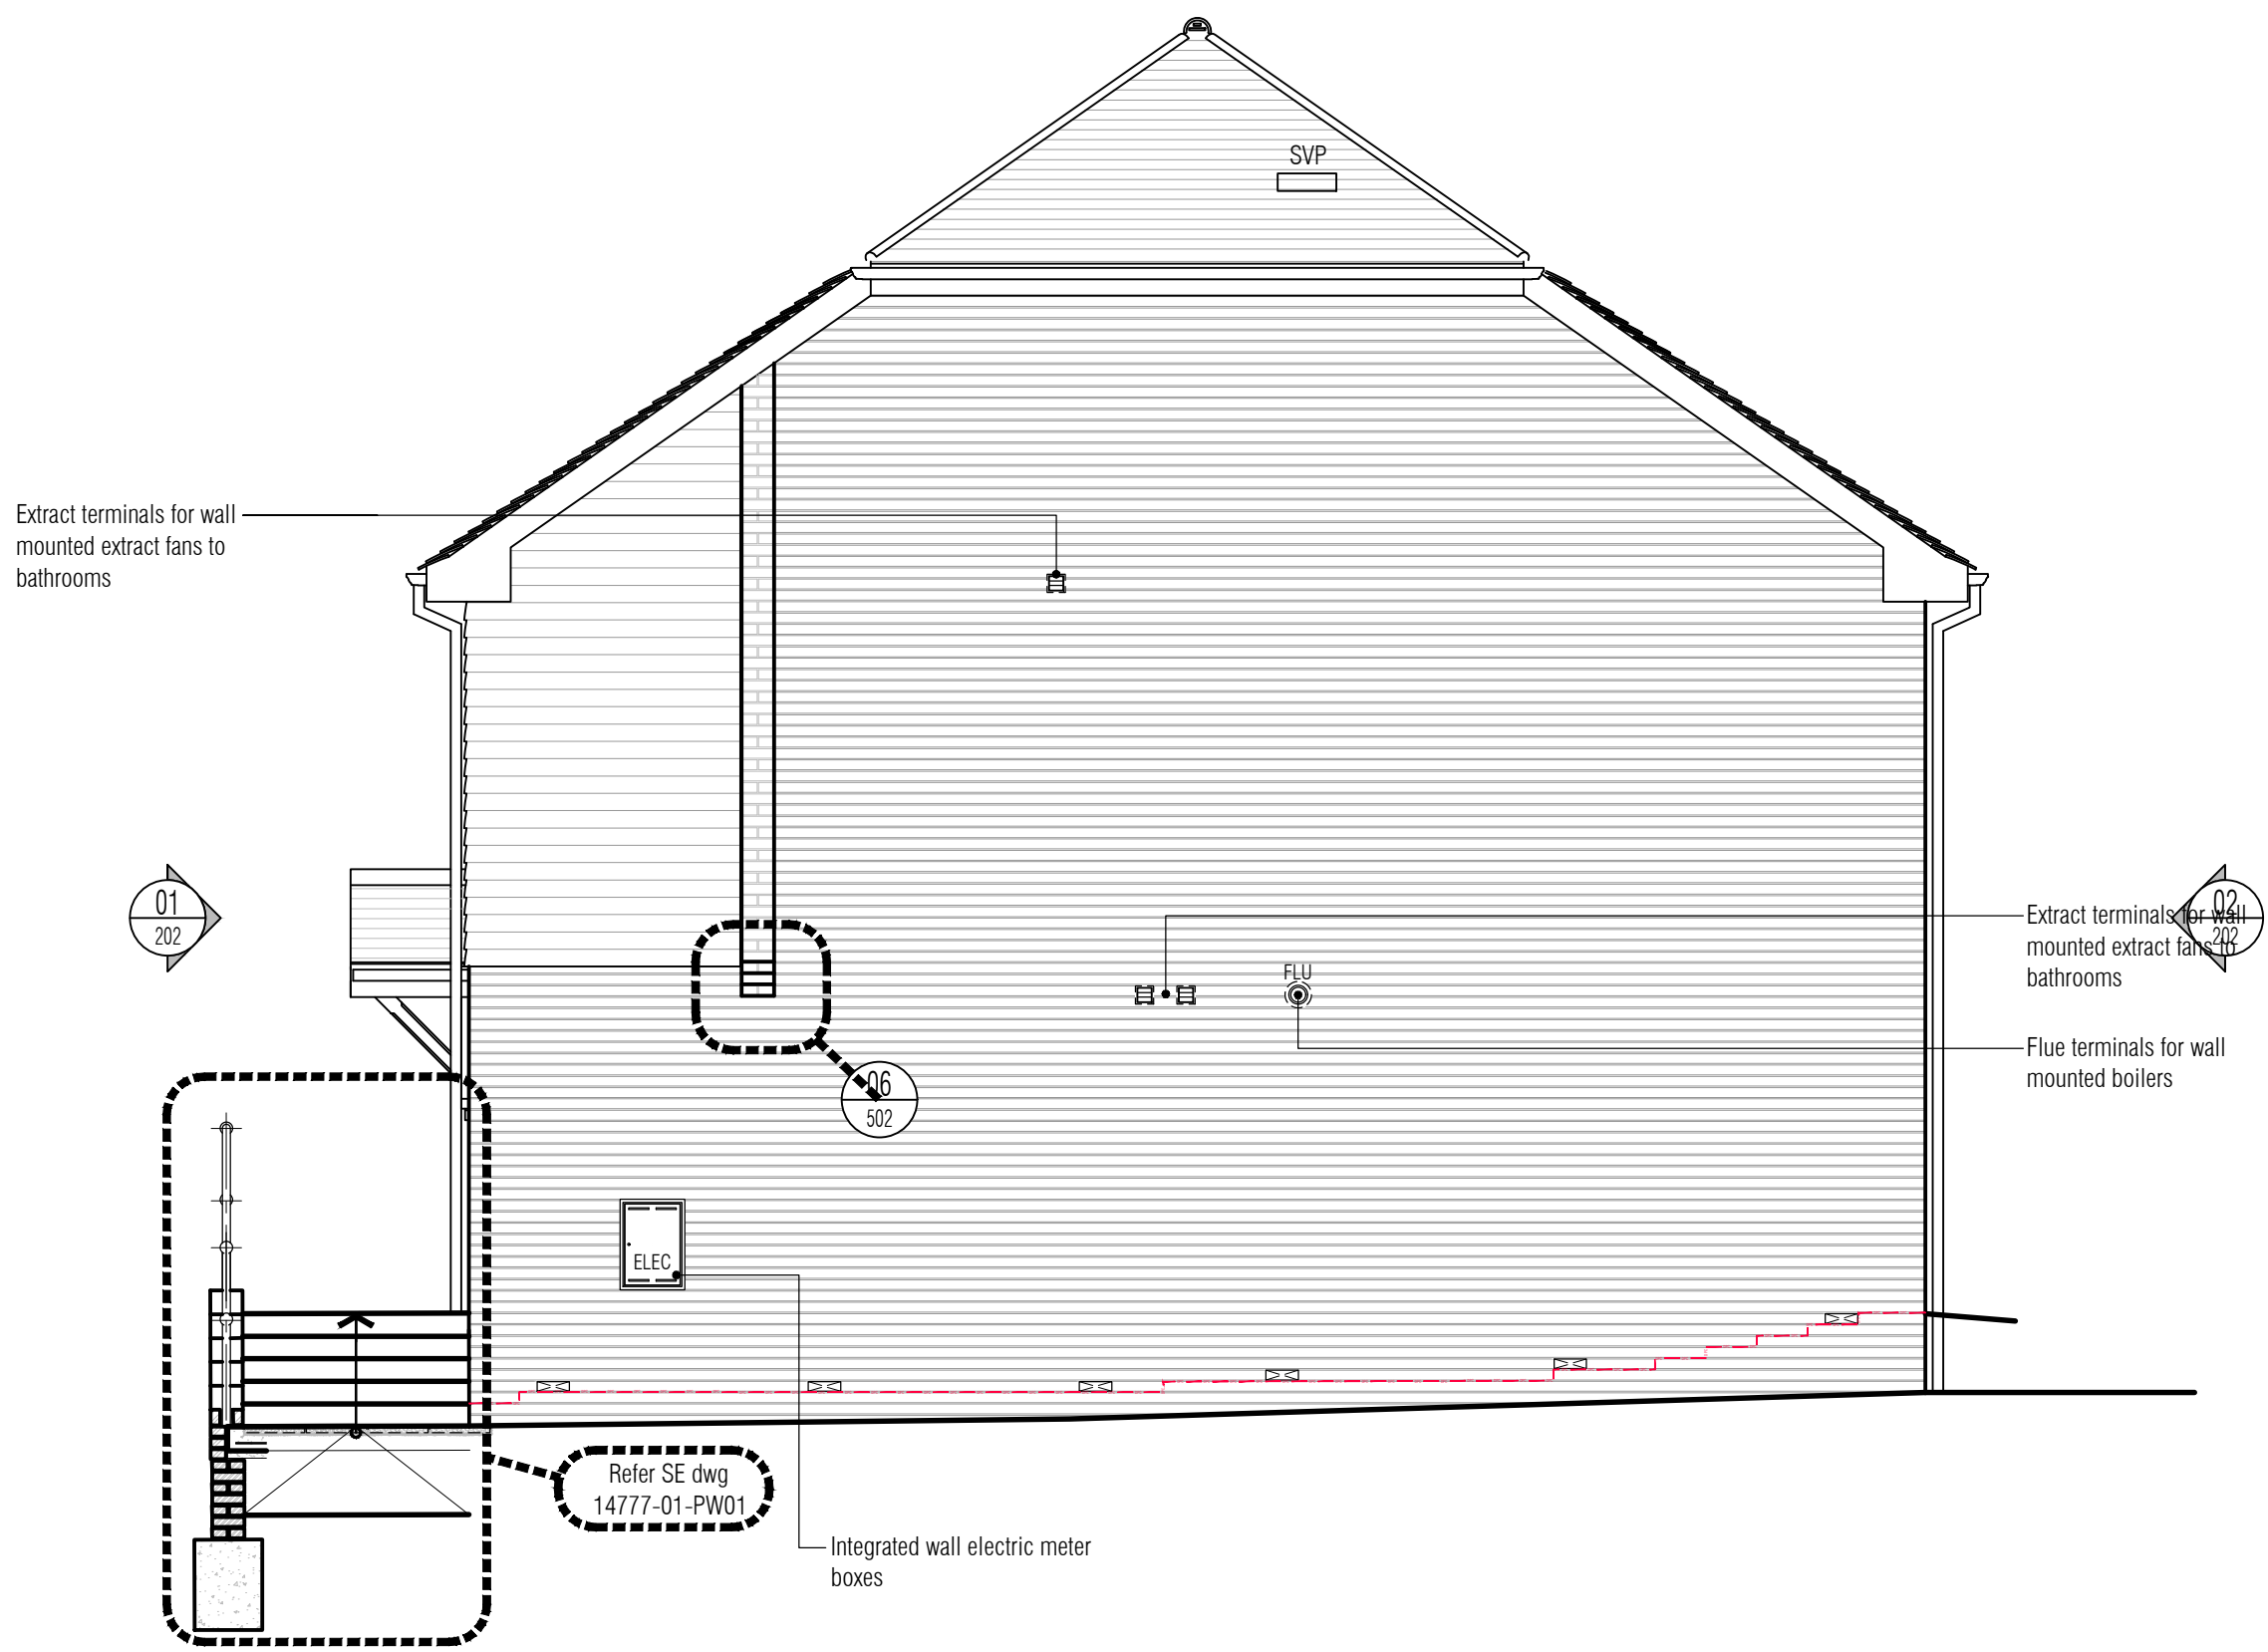 SVP
Extract terminals for wall
mounted extract fans to
bathrooms
01
202
02
202
Extract terminals for wall
mounted extract fans to
bathrooms
FLU
Flue terminals for wall
mounted boilers
06
502
ELEC
Refer SE dwg
14777-01-PW01
Integrated wall electric meter
boxes